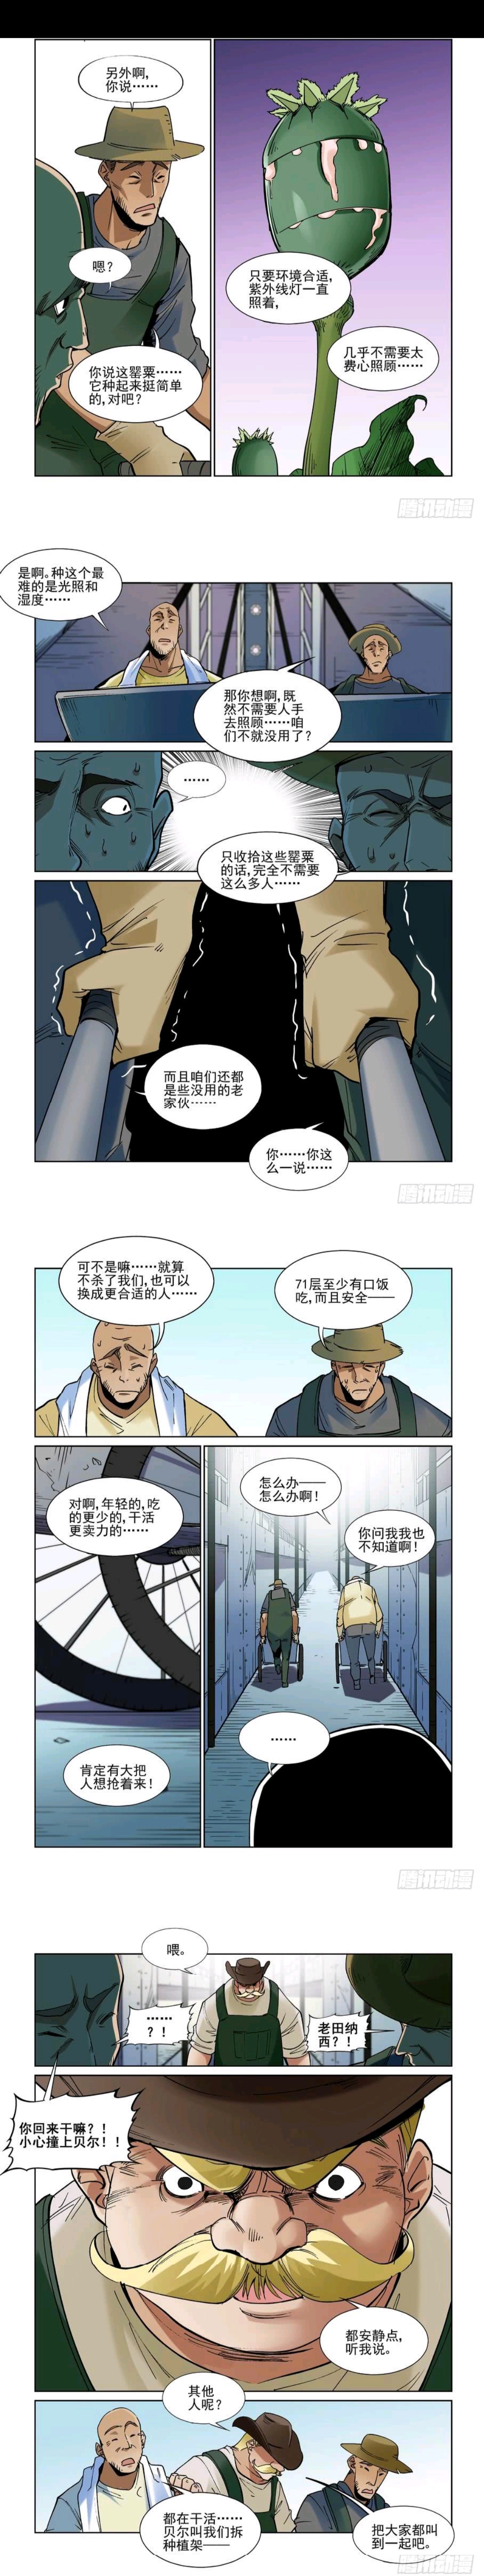 另外啊,
你说……
嗯?
你说这罂粟……
它种起来挺简单
的,对吧?
只要环境合适,
紫外线灯一直
照着,
几乎不需要太
费心照顾……
腾讯动漫
是啊。种这个最
难的是光照和
湿度……
那你想啊,既
然不需要人手
去照顾……咱
们不就没用了?
……
只收拾这些罂粟
的话,完全不需要
这么多人……
而且咱们还都
是些没用的老
家伙……
你……你这
么一说……
腾讯动漫
可不是嘛……就算
不杀了我们,也可以
换成更合适的人……
71层至少有口饭
吃,而且安全——
对啊,年轻的,吃
的更少的,干活
更卖力的……
肯定有大把
人想抢着来!
怎么办——
怎么办啊!
你问我我也
不知道啊!
……
腾讯动漫
喂。
……
?!
老田纳
西?!
你回来干嘛?!
小心撞上贝尔!!
都安静点,
听我说。
其他
人呢?
都在干活……
贝尔叫我们拆
种植架——
把大家都叫
到一起吧。
腾讯动漫